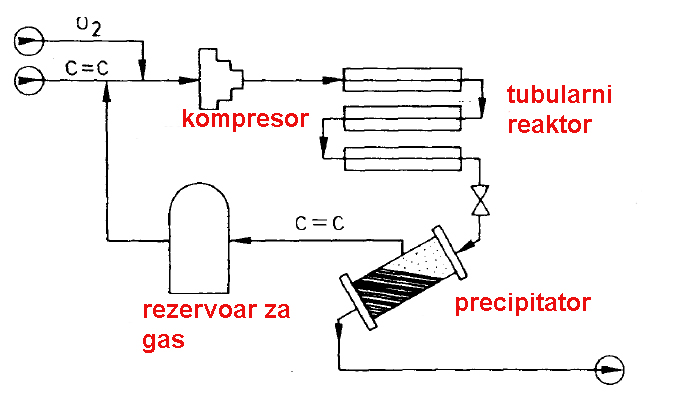 O2
C=C
kompresor
tubularni
reaktor
C=C
rezervoar za
gas
precipitator